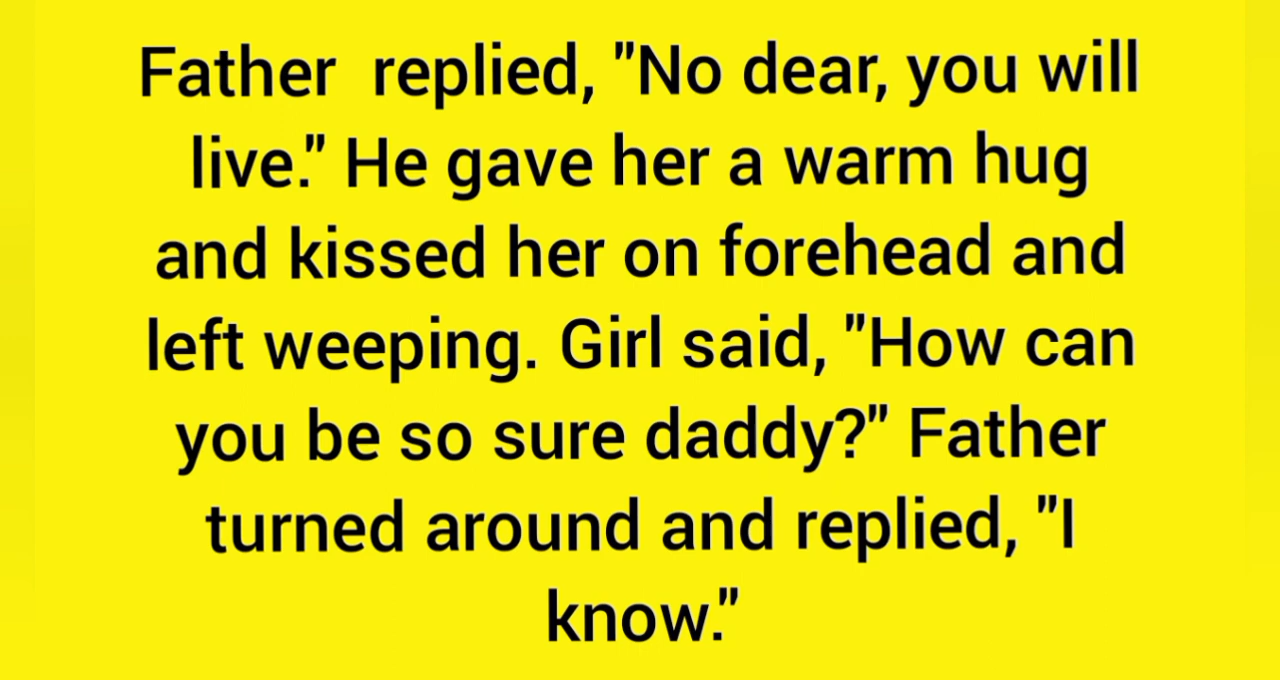 Father  replied, "No dear, you will
live." He gave her a warm hug
and kissed her on forehead and
left weeping. Girl said, "How can
you be so sure daddy?" Father
turned around and replied, "I
know."